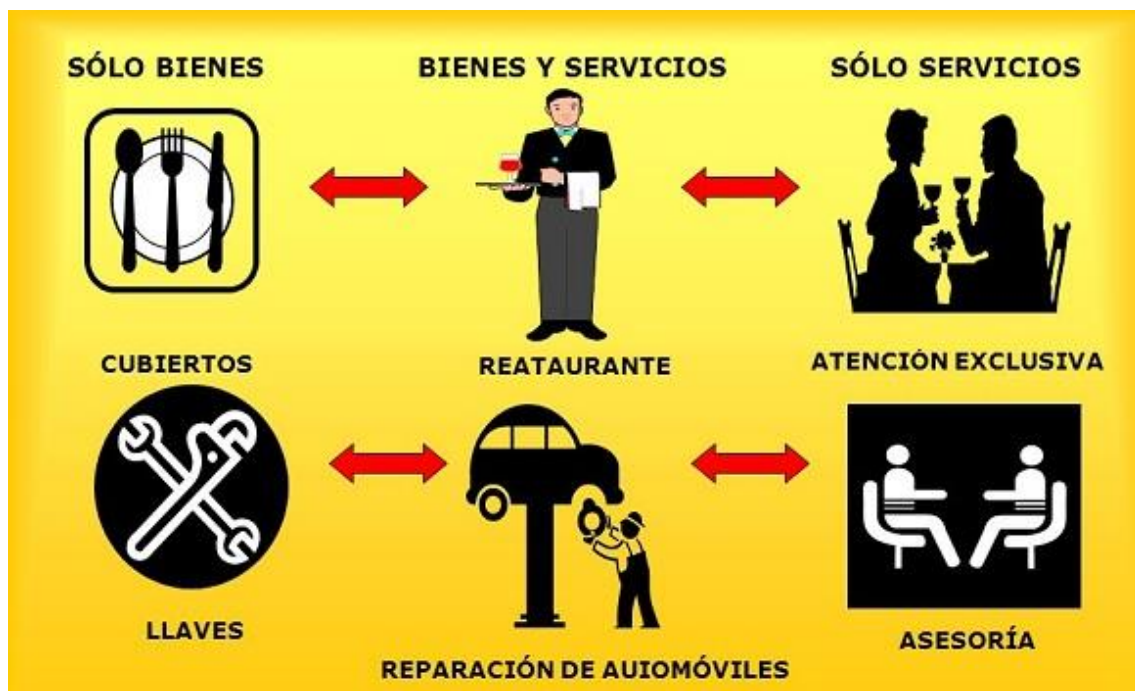 SÓLO BIENES
BIENES Y SERVICIOS
SÓLO SERVICIOS
CUBIERTOS
REATAURANTE
ATENCIÓN EXCLUSIVA
LLAVES
REPARACIÓN DE AUIOMÓVILES
ASESORÍA